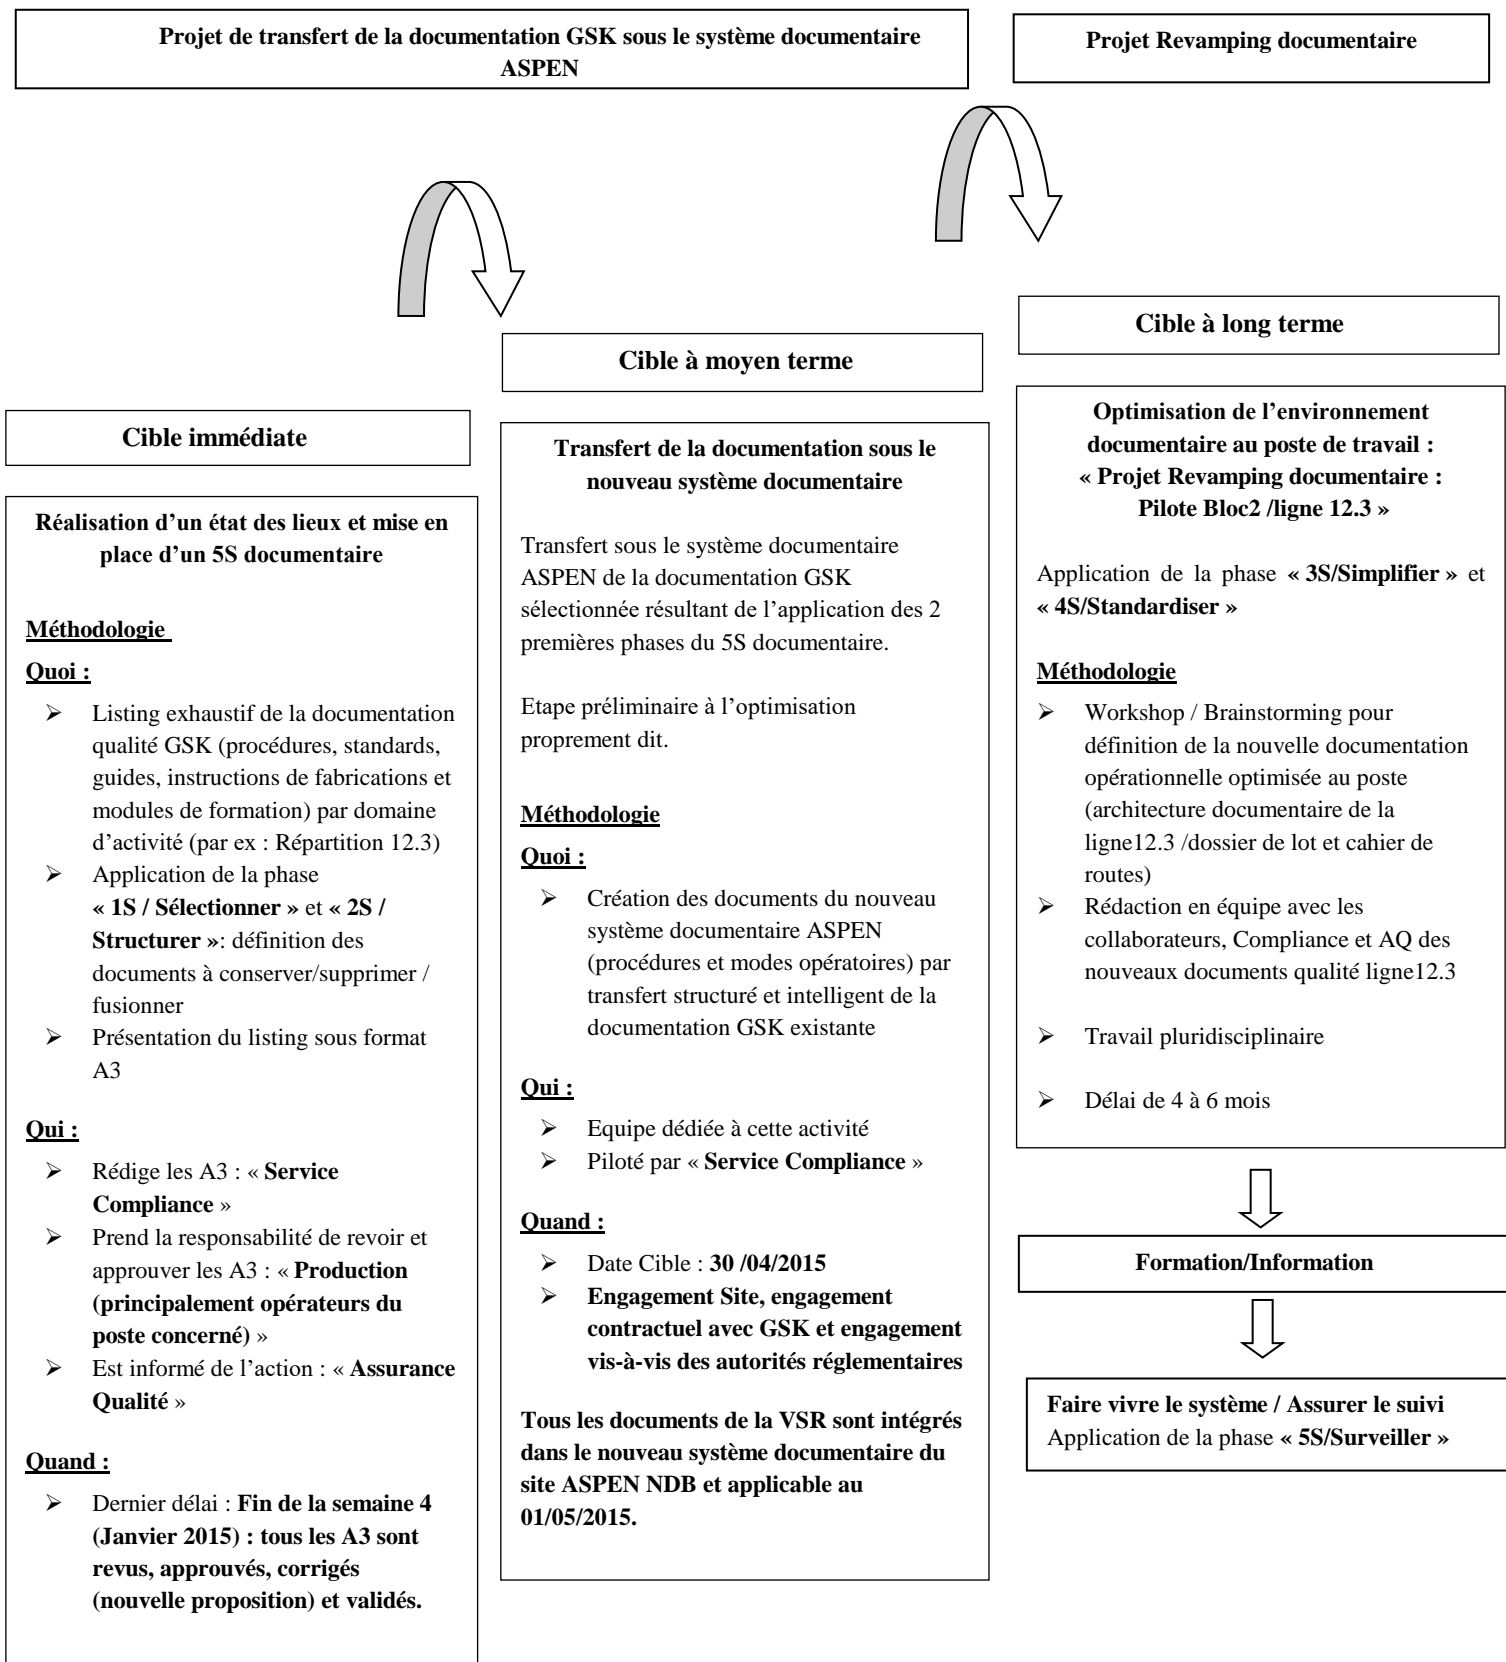 Projet de transfert de la documentation GSK sous le système documentaire
ASPEN
Projet Revamping documentaire
Cible immédiate
Réalisation d’un état des lieux et mise en
place d’un 5S documentaire
Méthodologie
Quoi :
➢ Listing exhaustif de la documentation
qualité GSK (procédures, standards,
guides, instructions de fabrications et
modules de formation) par domaine
d’activité (par ex : Répartition 12.3)
➢ Application de la phase
« 1S / Sélectionner » et « 2S /
Structurer »: définition des
documents à conserver/supprimer /
fusionner
➢ Présentation du listing sous format
A3
Qui :
➢ Rédige les A3 : « Service
Compliance »
➢ Prend la responsabilité de revoir et
approuver les A3 : « Production
(principalement opérateurs du
poste concerné) »
➢ Est informé de l’action : « Assurance
Qualité »
Quand :
➢ Dernier délai : Fin de la semaine 4
(Janvier 2015) : tous les A3 sont
revus, approuvés, corrigés
(nouvelle proposition) et validés.
Cible à moyen terme
Transfert de la documentation sous le
nouveau système documentaire
Transfert sous le système documentaire
ASPEN de la documentation GSK
sélectionnée résultant de l’application des 2
premières phases du 5S documentaire.
Etape préliminaire à l’optimisation
proprement dit.
Méthodologie
Quoi :
➢ Création des documents du nouveau
système documentaire ASPEN
(procédures et modes opératoires) par
transfert structuré et intelligent de la
documentation GSK existante
Qui :
➢ Equipe dédiée à cette activité
➢ Piloté par « Service Compliance »
Quand :
➢ Date Cible : 30 /04/2015
➢ Engagement Site, engagement
contractuel avec GSK et engagement
vis-à-vis des autorités réglementaires
Tous les documents de la VSR sont intégrés
dans le nouveau système documentaire du
site ASPEN NDB et applicable au
01/05/2015.
Cible à long terme
Optimisation de l’environnement
documentaire au poste de travail :
« Projet Revamping documentaire :
Pilote Bloc2 /ligne 12.3 »
Application de la phase « 3S/Simplifier » et
« 4S/Standardiser »
Méthodologie
➢ Workshop / Brainstorming pour
définition de la nouvelle documentation
opérationnelle optimisée au poste
(architecture documentaire de la
ligne12.3 /dossier de lot et cahier de
routes)
➢ Rédaction en équipe avec les
collaborateurs, Compliance et AQ des
nouveaux documents qualité ligne12.3
➢ Travail pluridisciplinaire
➢ Délai de 4 à 6 mois
Formation/Information
Faire vivre le système / Assurer le suivi
Application de la phase « 5S/Surveiller »